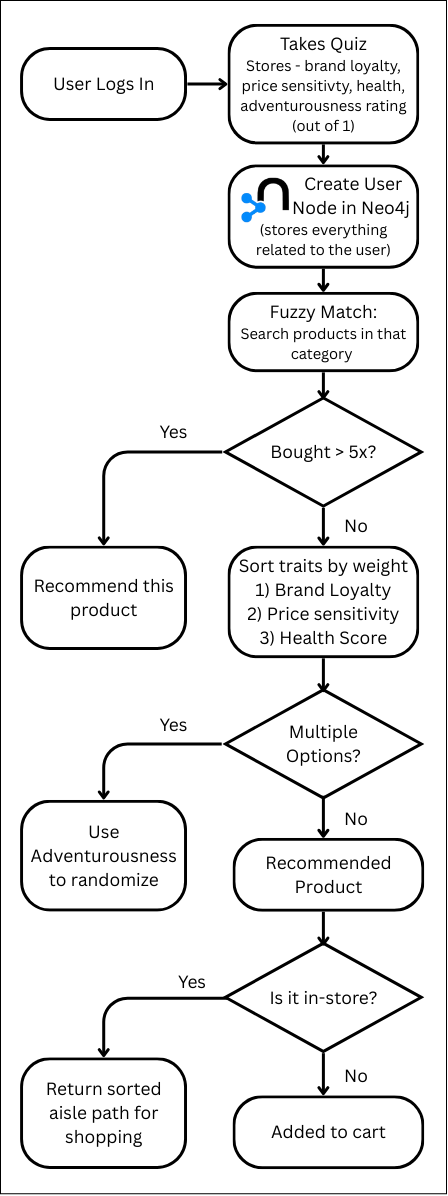 User Logs In
Takes Quiz
Stores - brand loyalty,
price sensitivty, health,
adventurousness rating
(out of 1)
Create User
Node in Neo4j
(stores everything
related to the user)
Fuzzy Match:
Search products in that
category
Bought > 5x?
Yes
No
Recommend this
product
Sort traits by weight
1) Brand Loyalty
2) Price sensitivity
3) Health Score
Multiple
Options?
Yes
No
Use
Adventurousness
to randomize
Recommended
Product
Is it in-store?
Yes
No
Return sorted
aisle path for
shopping
Added to cart